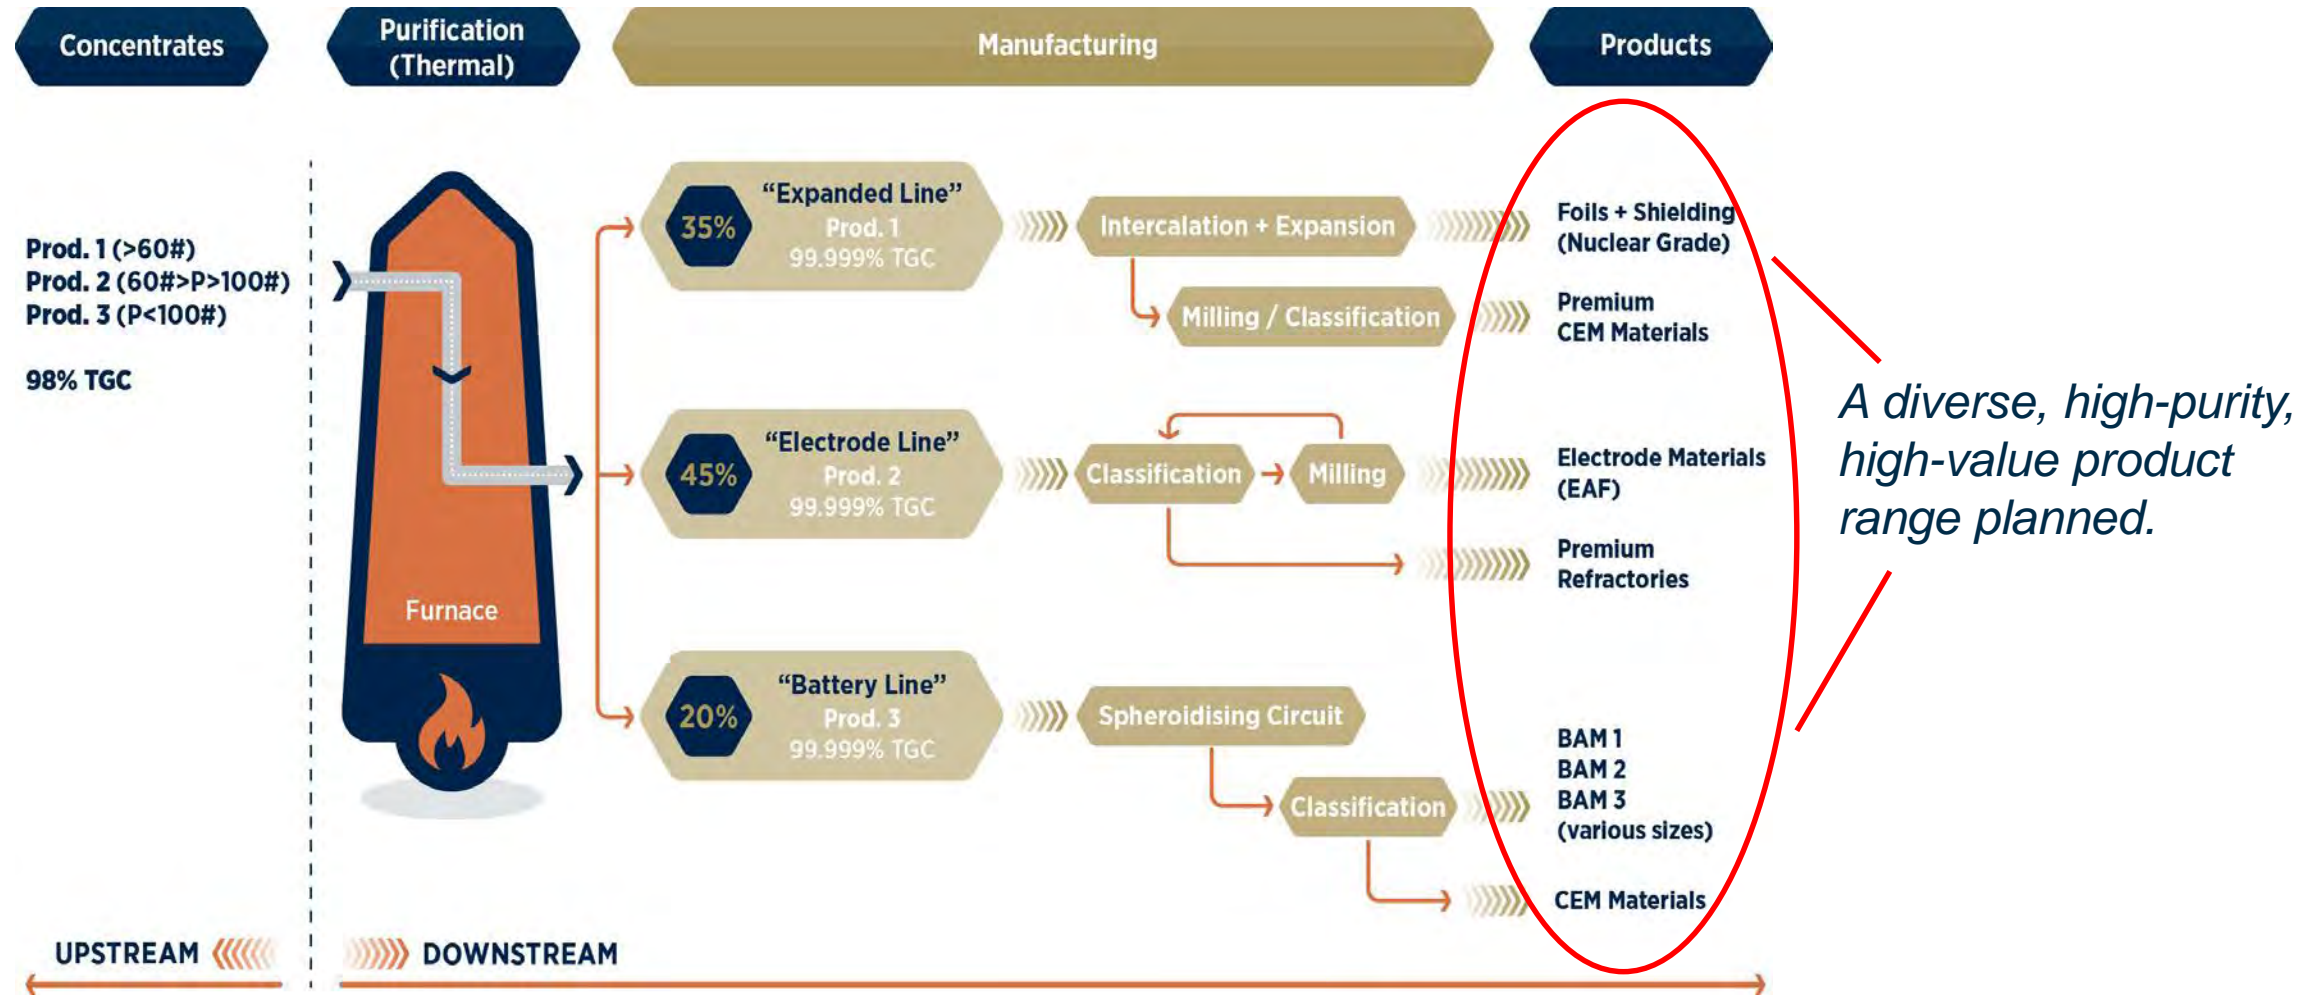 Concentrates
Purification
(Thermal)
Manufacturing
Products
Prod. 1 (>60#)
Prod. 2 (60#>P>100#)
Prod. 3 (P<100#)
98% TGC
Furnace
35%
“Expanded Line”
Prod. 1
99.999% TGC
Intercalation + Expansion
Milling / Classification
Foils + Shielding
(Nuclear Grade)
Premium
CEM Materials
45%
“Electrode Line”
Prod. 2
99.999% TGC
Classification
Milling
Electrode Materials
(EAF)
Premium
Refractories
20%
“Battery Line”
Prod. 3
99.999% TGC
Spheroidising Circuit
Classification
BAM 1
BAM 2
BAM 3
(various sizes)
CEM Materials
A diverse, high-purity,
high-value product
range planned.
UPSTREAM
DOWNSTREAM